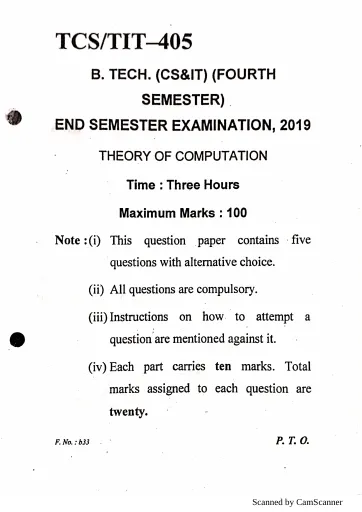 TCS/TIT–405
B. TECH. (CS&IT) (FOURTH
SEMESTER)
END SEMESTER EXAMINATION, 2019
THEORY OF COMPUTATION
Time : Three Hours
Maximum Marks : 100
Note : (i) This question paper contains five
questions with alternative choice.
(ii) All questions are compulsory.
(iii) Instructions on how to attempt a
question are mentioned against it.
(iv) Each part carries ten marks. Total
marks assigned to each question are
twenty.
F. No. : b33 P. T. O.
Scanned by CamScanner